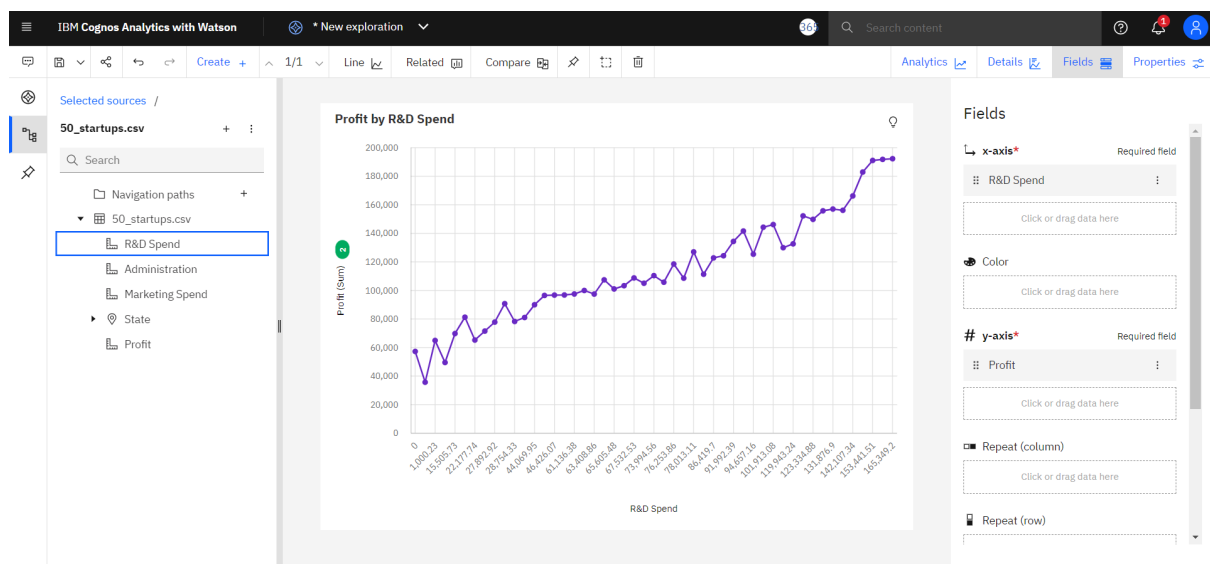 IBM Cognos Analytics with Watson
* New exploration
365
Search content
1
Create +
1/1
Line
Related
Compare
Analytics
Details
Fields
Properties
Selected sources /
50_startups.csv
Search
Navigation paths
50_startups.csv
R&D Spend
Administration
Marketing Spend
State
Profit
Profit by R&D Spend
200,000
180,000
160,000
140,000
120,000
100,000
80,000
60,000
40,000
20,000
0
2
Profit (Sum)
0
1,000.23
15,505.73
22,177.74
27,892.92
28,754.33
44,069.95
46,426.07
61,136.38
63,408.86
65,605.48
67,532.53
73,994.56
76,253.86
78,013.11
86,419.7
91,992.39
94,657.16
101,913.08
119,943.24
123,334.88
131,876.9
142,107.34
153,441.51
165,349.2
R&D Spend
Fields
x-axis*
Required field
R&D Spend
Click or drag data here
Color
Click or drag data here
# y-axis*
Required field
Profit
Click or drag data here
Repeat (column)
Click or drag data here
Repeat (row)